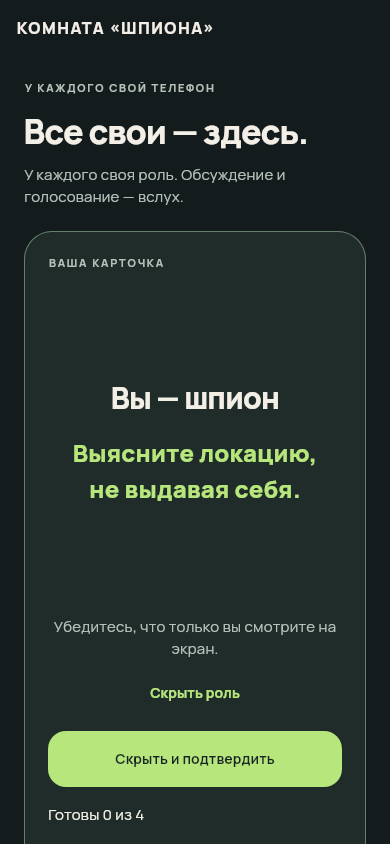 КОМНАТА «ШПИОНА»
У КАЖДОГО СВОЙ ТЕЛЕФОН
Все свои — здесь.
У каждого своя роль. Обсуждение и
голосование — вслух.
ВАША КАРТОЧКА
Вы — шпион
Выясните локацию,
не выдавая себя.
Убедитесь, что только вы смотрите на
экран.
Скрыть роль
Скрыть и подтвердить
Готовы 0 из 4